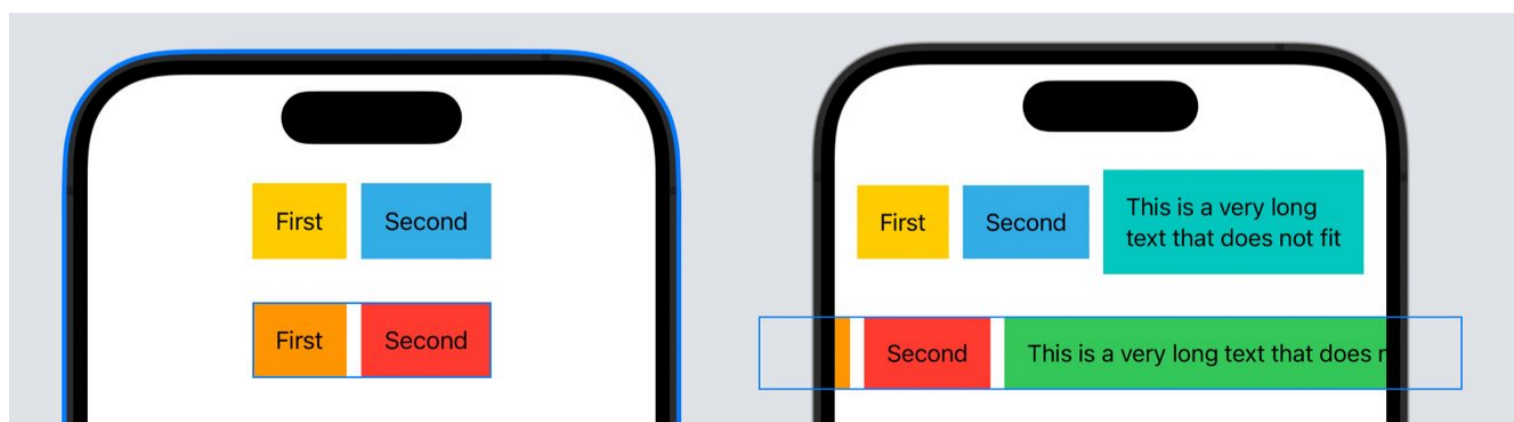 First
Second
First
Second
First
Second
This is a very long
text that does not fit
Second
This is a very long text that does